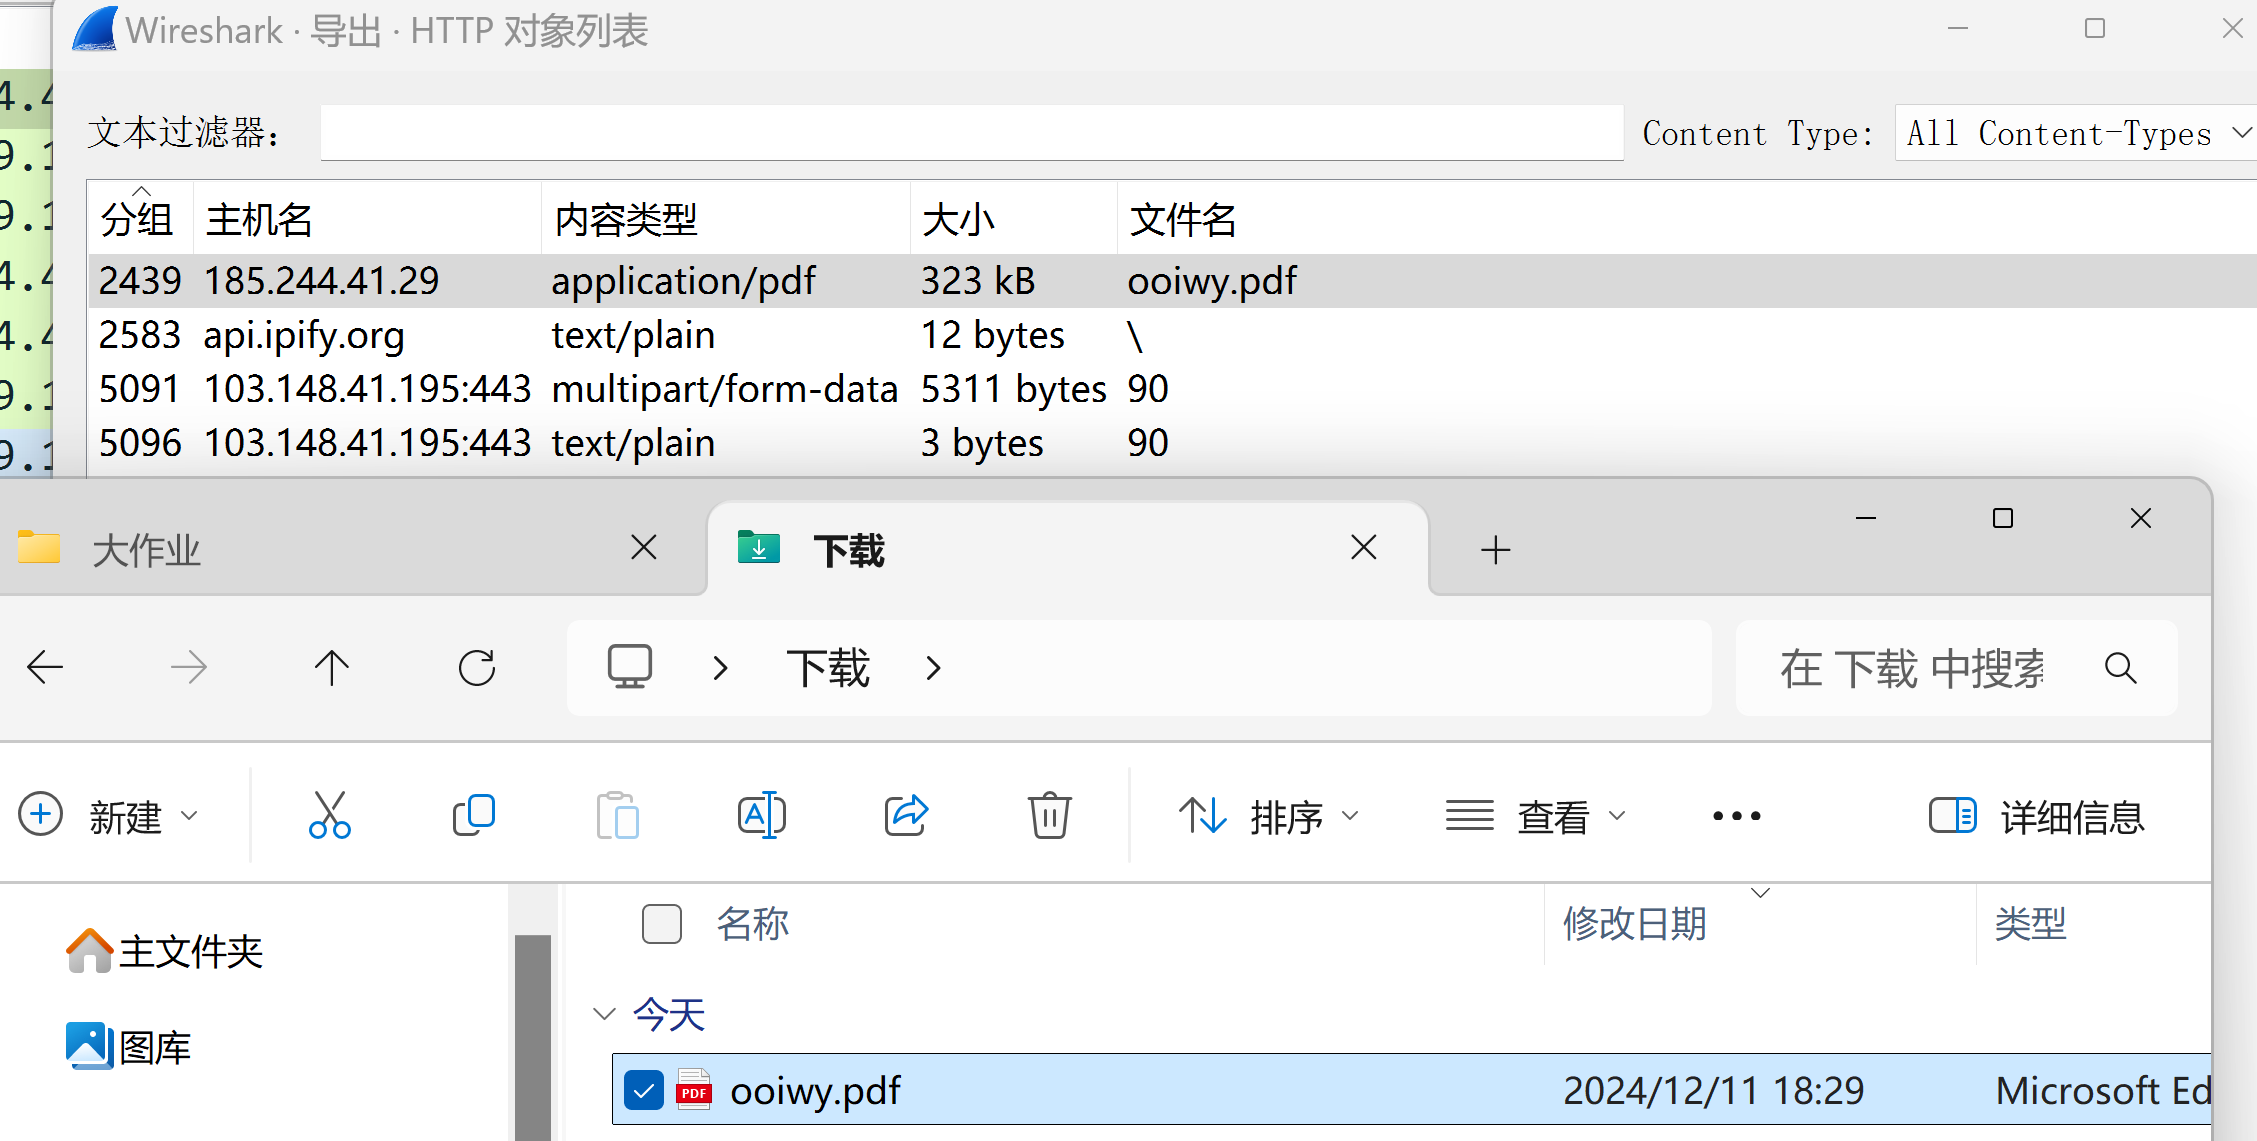 Wireshark · 导出 · HTTP 对象列表
文本过滤器：
Content Type: All Content-Types
分组 主机名 内容类型 大小 文件名
2439 185.244.41.29 application/pdf 323 kB ooiwy.pdf
2583 api.ipify.org text/plain 12 bytes \
5091 103.148.41.195:443 multipart/form-data 5311 bytes 90
5096 103.148.41.195:443 text/plain 3 bytes 90
大作业
下载
下载
在 下载 中搜索
新建
排序
查看
详细信息
主文件夹
图库
名称 修改日期 类型
今天
PDF
ooiwy.pdf 2024/12/11 18:29 Microsoft Ed